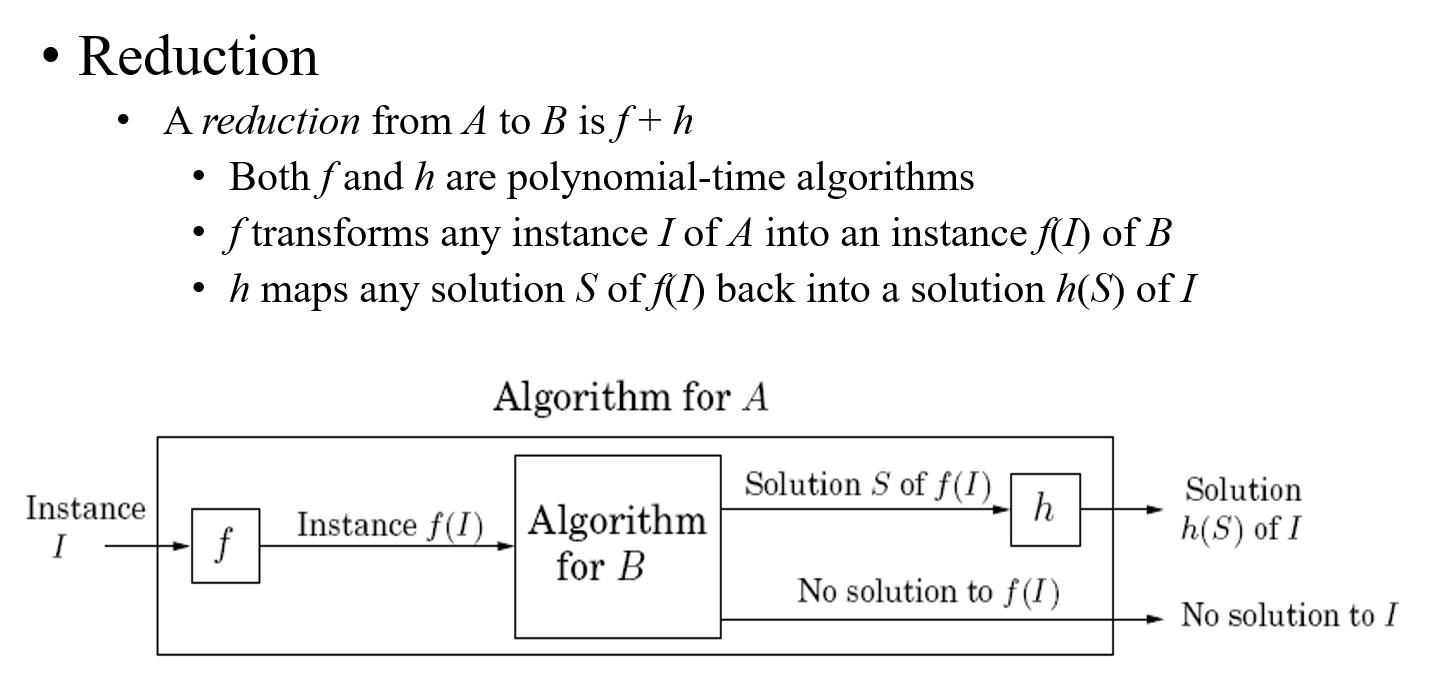 • Reduction
• A reduction from A to B is f + h
• Both f and h are polynomial-time algorithms
• f transforms any instance I of A into an instance f(I) of B
• h maps any solution S of f(I) back into a solution h(S) of I
Algorithm for A
Instance
I
f
Instance f(I)
Algorithm
for B
Solution S of f(I)
h
Solution
h(S) of I
No solution to f(I)
No solution to I